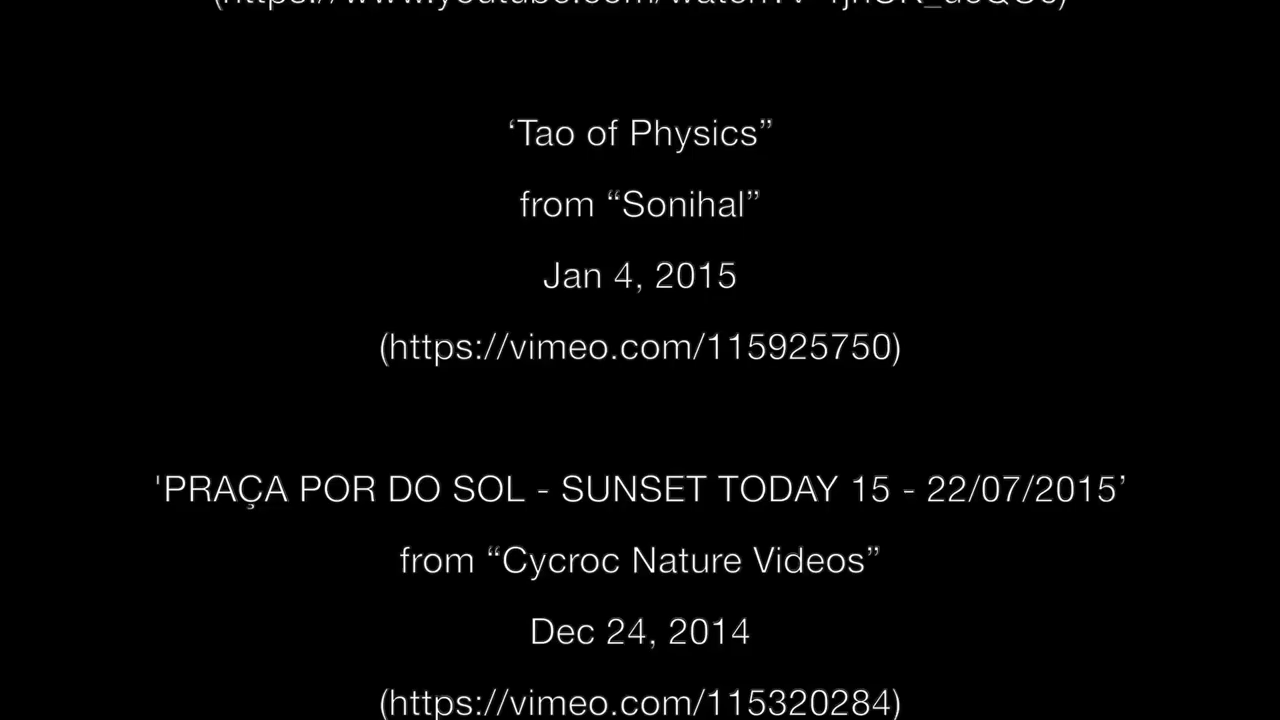 ‘Tao of Physics”
from “Sonihal”
Jan 4, 2015
(https://vimeo.com/115925750)
'PRAÇA POR DO SOL - SUNSET TODAY 15 - 22/07/2015’
from “Cycroc Nature Videos”
Dec 24, 2014
(https://vimeo.com/115320284)